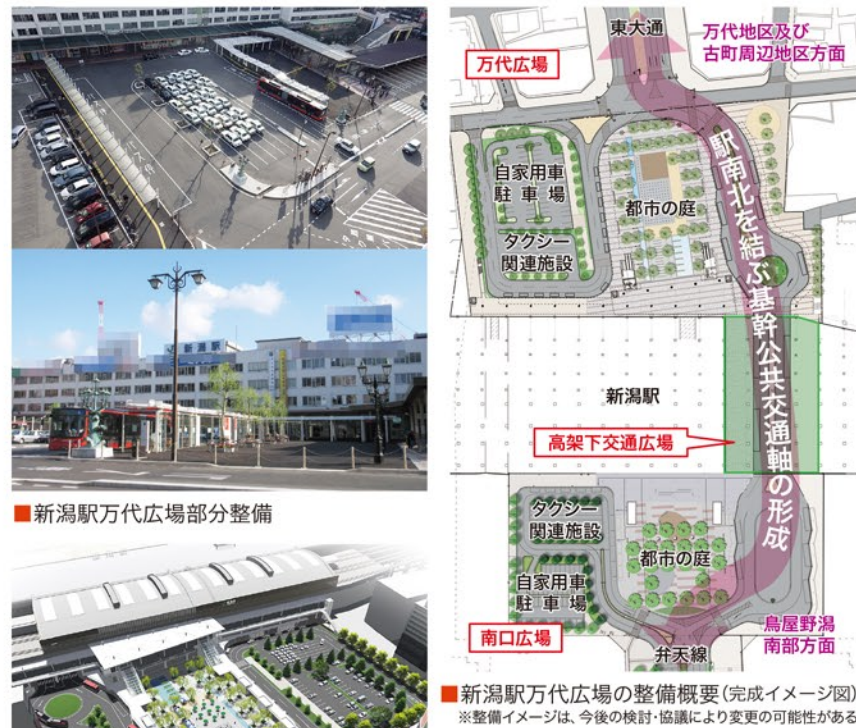 新潟駅
■新潟駅万代広場部分整備
東大通
万代広場
万代地区及び
古町周辺地区方面
自家用車
駐車場
都市の庭
タクシー
関連施設
駅南北を結ぶ基幹公共交通軸の形成
新潟駅
高架下交通広場
タクシー
関連施設
都市の庭
自家用車
駐車場
南口広場
弁天線
鳥屋野潟
南部方面
■新潟駅万代広場の整備概要(完成イメージ図)
※整備イメージは、今後の検討・協議により変更の可能性がある